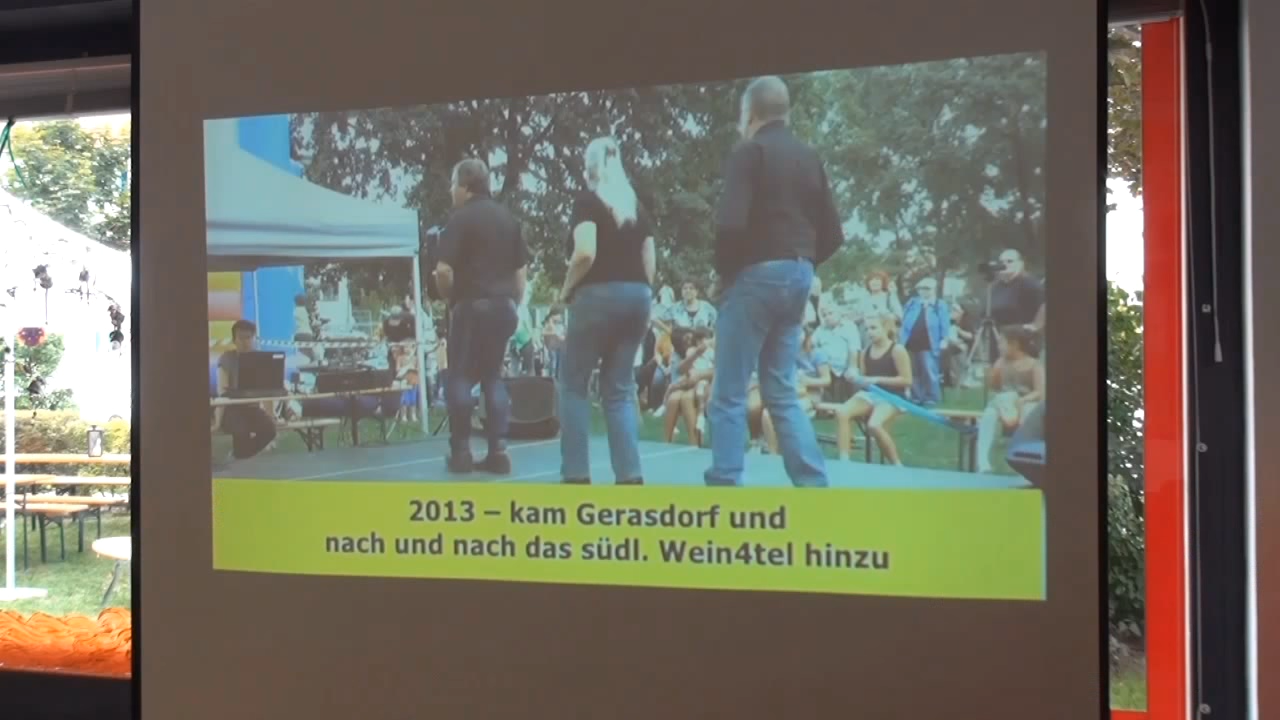 2013 – kam Gerasdorf und
nach und nach das südl. Wein4tel hinzu